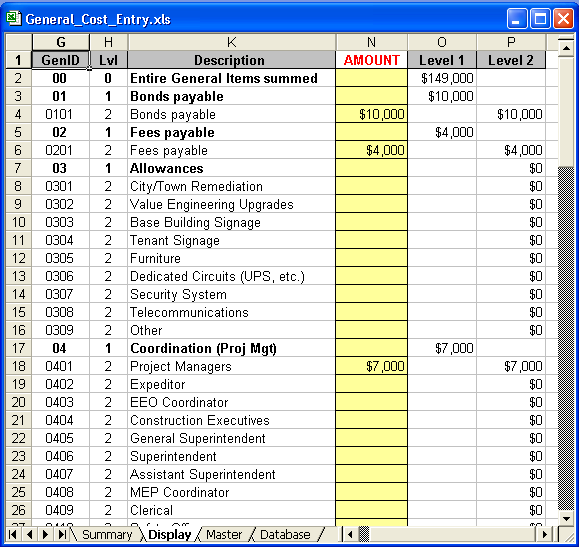 General_Cost_Entry.xls
G H K N O P
1 GenID Lvl Description AMOUNT Level 1 Level 2
2 00 0 Entire General Items summed $149,000
3 01 1 Bonds payable $10,000
4 0101 2 Bonds payable $10,000 $10,000
5 02 1 Fees payable $4,000
6 0201 2 Fees payable $4,000 $4,000
7 03 1 Allowances $0
8 0301 2 City/Town Remediation $0
9 0302 2 Value Engineering Upgrades $0
10 0303 2 Base Building Signage $0
11 0304 2 Tenant Signage $0
12 0305 2 Furniture $0
13 0306 2 Dedicated Circuits (UPS, etc.) $0
14 0307 2 Security System $0
15 0308 2 Telecommunications $0
16 0309 2 Other $0
17 04 1 Coordination (Proj Mgt) $7,000
18 0401 2 Project Managers $7,000 $7,000
19 0402 2 Expeditor $0
20 0403 2 EEO Coordinator $0
21 0404 2 Construction Executives $0
22 0405 2 General Superintendent $0
23 0406 2 Superintendent $0
24 0407 2 Assistant Superintendent $0
25 0408 2 MEP Coordinator $0
26 0409 2 Clerical $0
Summary Display Master Database